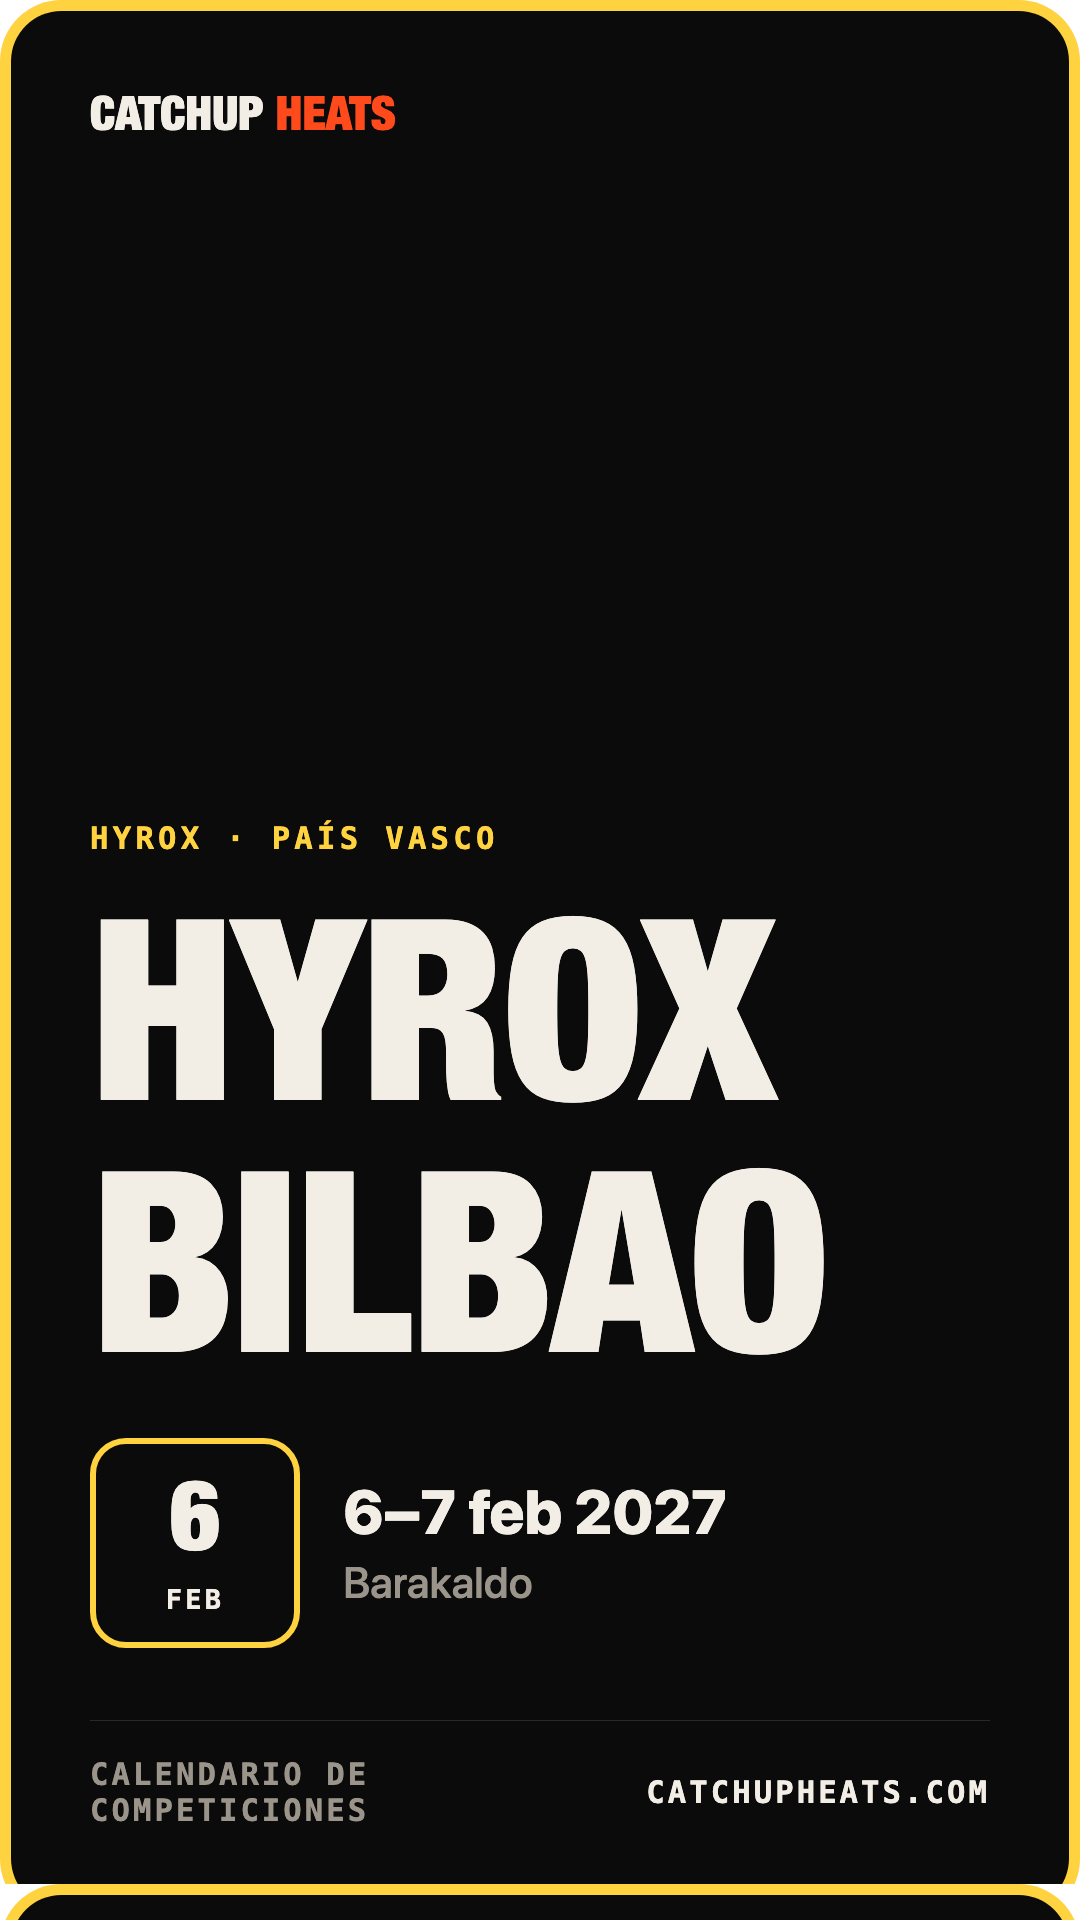 CATCHUP HEATS
HYROX · PAÍS VASCO
HYROX
BILBAO
6
FEB
6–7 feb 2027
Barakaldo
CALENDARIO DE
COMPETICIONES
CATCHUPHEATS.COM